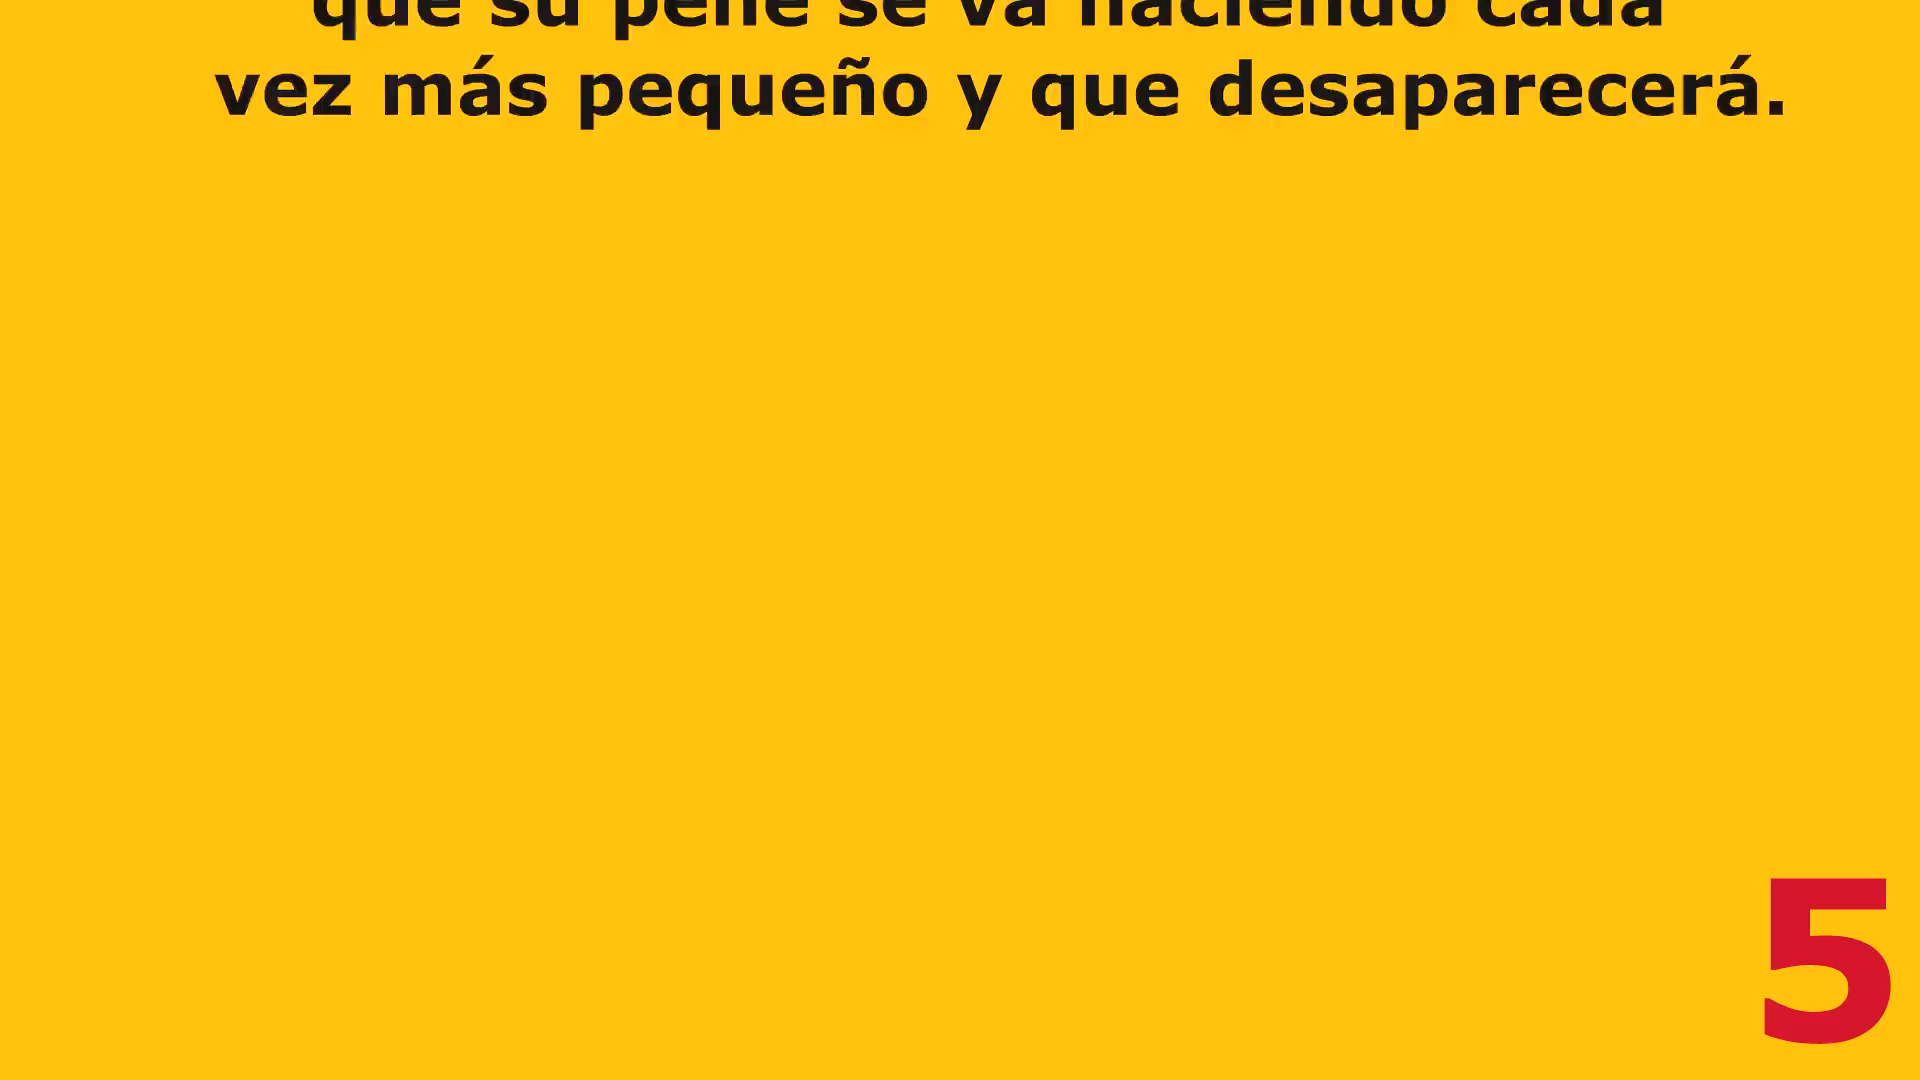 que su pene se va haciendo cada
vez más pequeño y que desaparecerá.
5